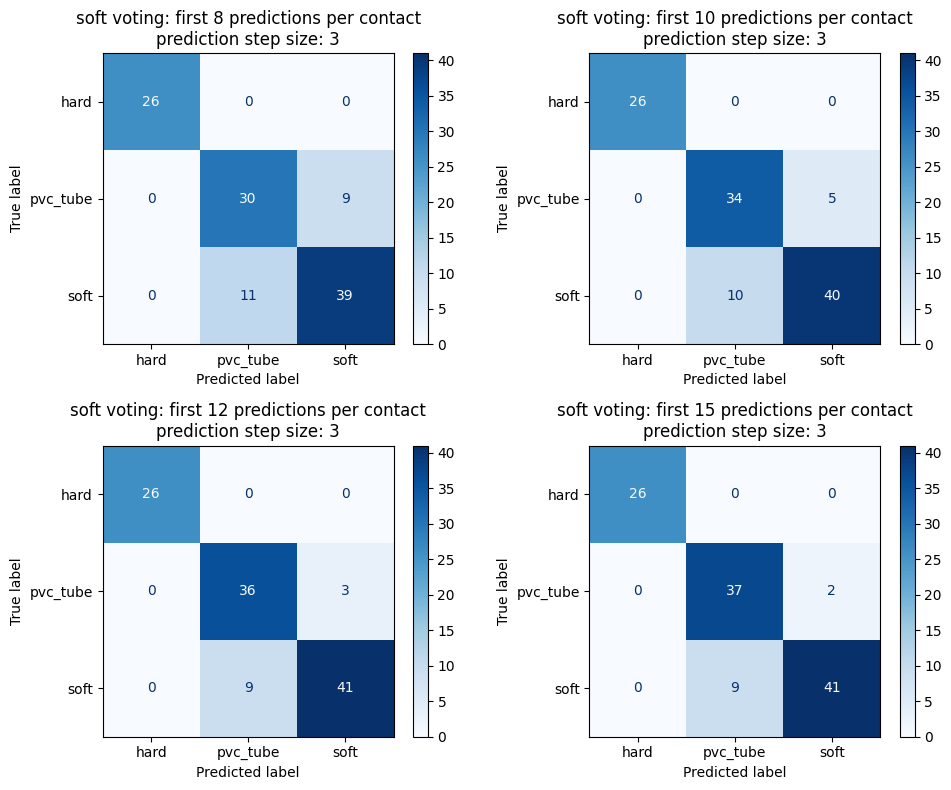 soft voting: first 8 predictions per contact
prediction step size: 3
True label
hard
pvc_tube
soft
26 0 0
0 30 9
0 11 39
hard pvc_tube soft
Predicted label
40
35
30
25
20
15
10
5
0
soft voting: first 10 predictions per contact
prediction step size: 3
True label
hard
pvc_tube
soft
26 0 0
0 34 5
0 10 40
hard pvc_tube soft
Predicted label
40
35
30
25
20
15
10
5
0
soft voting: first 12 predictions per contact
prediction step size: 3
True label
hard
pvc_tube
soft
26 0 0
0 36 3
0 9 41
hard pvc_tube soft
Predicted label
40
35
30
25
20
15
10
5
0
soft voting: first 15 predictions per contact
prediction step size: 3
True label
hard
pvc_tube
soft
26 0 0
0 37 2
0 9 41
hard pvc_tube soft
Predicted label
40
35
30
25
20
15
10
5
0